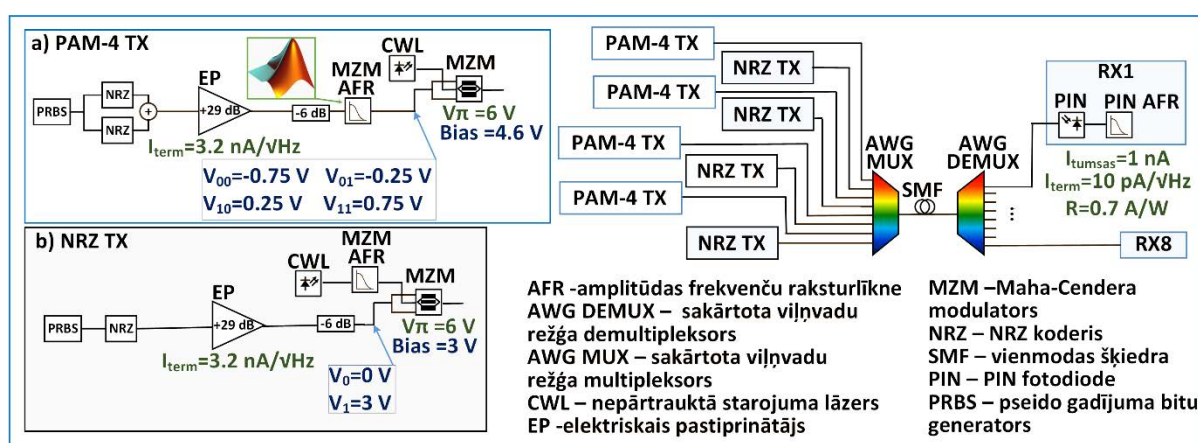 a) PAM-4 TX
PRBS
NRZ
NRZ
+
EP
+29 dB
I_term=3.2 nA/√Hz
-6 dB
MZM
AFR
CWL
MZM
Vπ =6 V
Bias =4.6 V
V₀₀=-0.75 V V₀₁=-0.25 V
V₁₀=0.25 V V₁₁=0.75 V
b) NRZ TX
PRBS
NRZ
EP
+29 dB
I_term=3.2 nA/√Hz
-6 dB
CWL
MZM
AFR
MZM
Vπ =6 V
Bias =3 V
V₀=0 V
V₁=3 V
PAM-4 TX
NRZ TX
PAM-4 TX
NRZ TX
PAM-4 TX
NRZ TX
PAM-4 TX
NRZ TX
AWG
MUX
SMF
AWG
DEMUX
RX1
PIN
PIN AFR
I_tumsas=1 nA
I_term=10 pA/√Hz
R=0.7 A/W
RX8
AFR -amplitūdas frekvenču raksturlīkne
AWG DEMUX – sakārtota viļņvadu
režģa demultipleksors
AWG MUX – sakārtota viļņvadu
režģa multipleksors
CWL – nepārtrauktā starojuma lāzers
EP -elektriskais pastiprinātājs
MZM –Maha-Cendera
modulators
NRZ – NRZ koderis
SMF – vienmodas šķiedra
PIN – PIN fotodiode
PRBS – pseido gadījuma bitu
generators